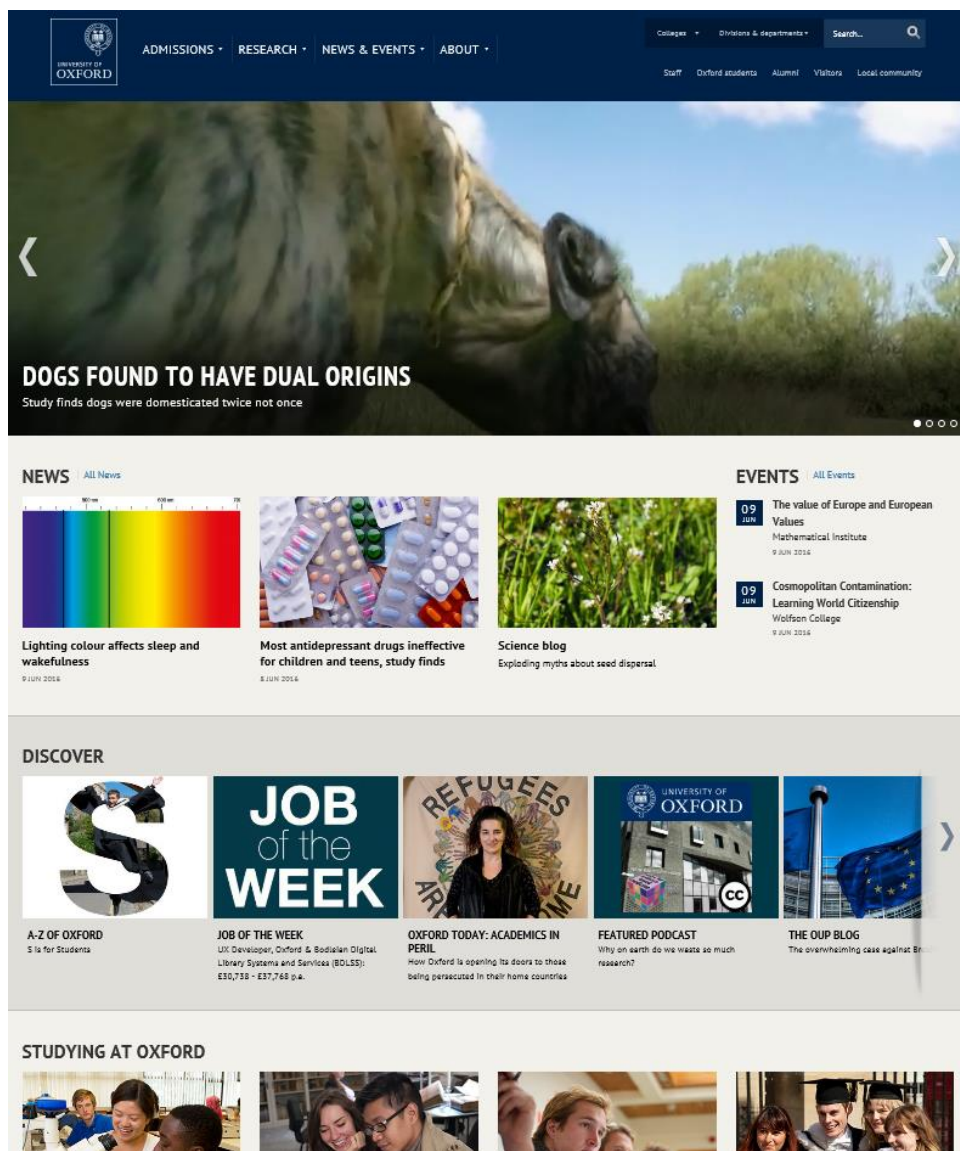 UNIVERSITY OF
OXFORD
ADMISSIONS
RESEARCH
NEWS & EVENTS
ABOUT
Colleges
Divisions & departments
Search...
Staff
Oxford students
Alumni
Visitors
Local community
DOGS FOUND TO HAVE DUAL ORIGINS
Study finds dogs were domesticated twice not once
NEWS
All News
500 nm
600 nm
Lighting colour affects sleep and
wakefulness
9 JUN 2016
Most antidepressant drugs ineffective
for children and teens, study finds
8 JUN 2016
Science blog
Exploding myths about seed dispersal
EVENTS
All Events
09
JUN
The value of Europe and European
Values
Mathematical Institute
9 JUN 2016
09
JUN
Cosmopolitan Contamination:
Learning World Citizenship
Wolfson College
9 JUN 2016
DISCOVER
S
A-Z OF OXFORD
S is for Students
JOB
of the
WEEK
JOB OF THE WEEK
UX Developer, Oxford & Bodleian Digital
Library Systems and Services (BDLSS):
£30,738 - £37,768 p.a.
REFUGEES
OXFORD TODAY: ACADEMICS IN
PERIL
How Oxford is opening its doors to those
being persecuted in their home countries
UNIVERSITY OF
OXFORD
cc
FEATURED PODCAST
Why on earth do we waste so much
research?
THE OUP BLOG
The overwhelming case against
STUDYING AT OXFORD